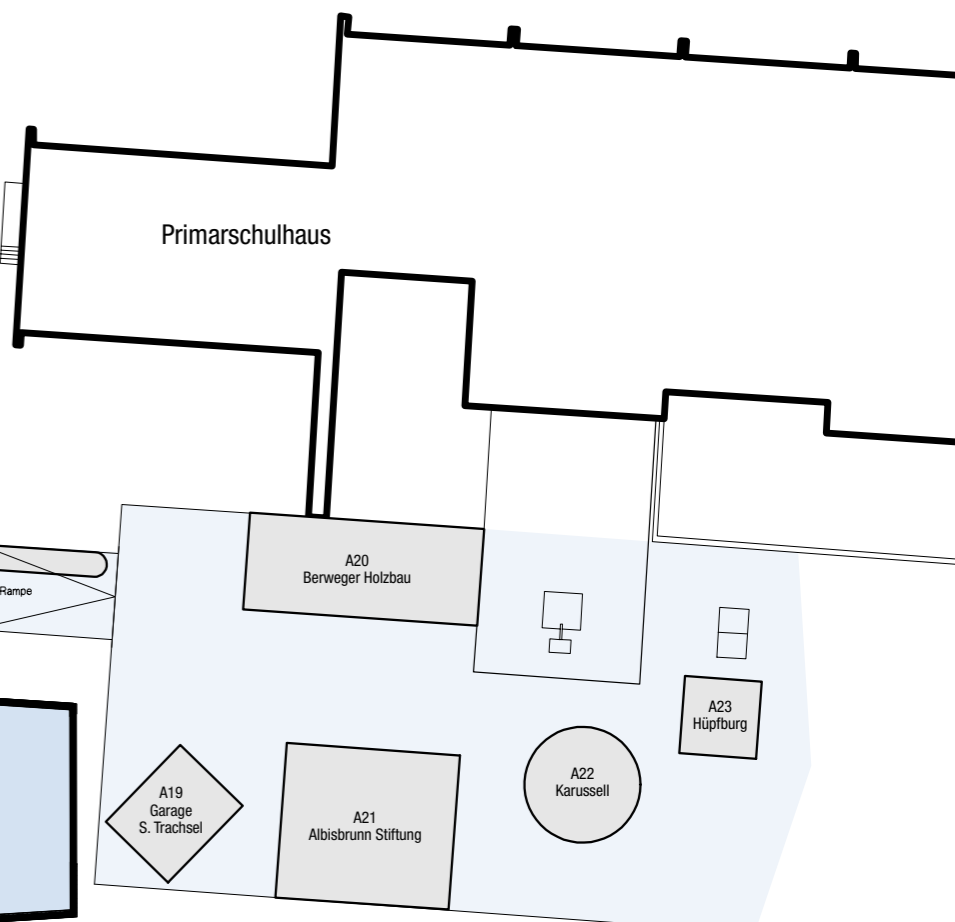 Primarschulhaus
A20
Berweger Holzbau
Rampe
A23
Hüpfburg
A22
Karussell
A19
Garage
S. Trachsel
A21
Albisbrunn Stiftung